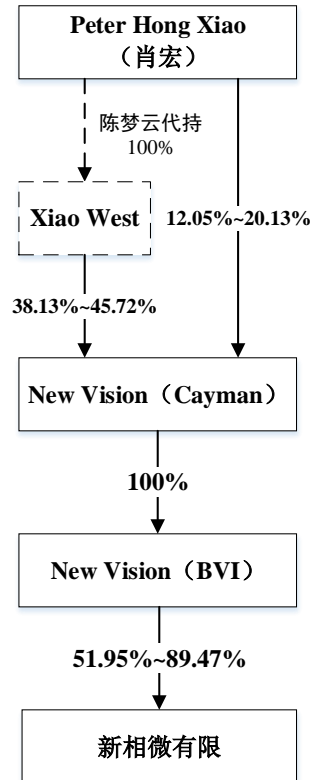 Peter Hong Xiao
（肖宏）
陈梦云代持
100%
Xiao West
12.05%~20.13%
38.13%~45.72%
New Vision（Cayman）
100%
New Vision（BVI）
51.95%~89.47%
新相微有限